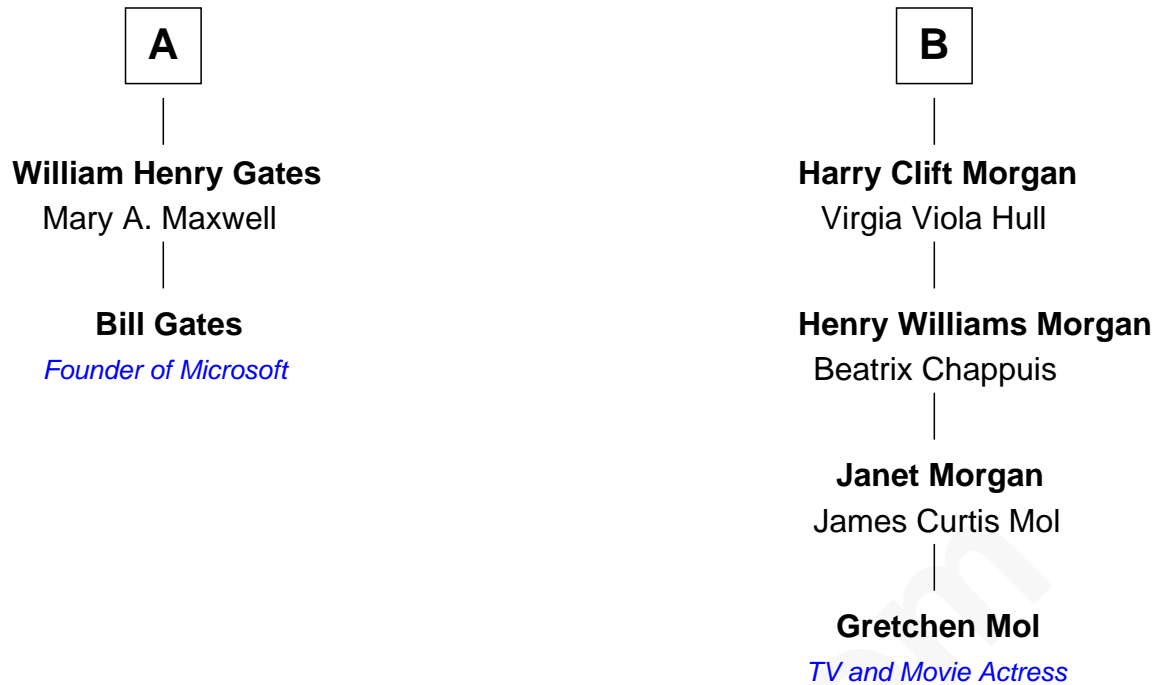 A
William Henry Gates
Mary A. Maxwell
Bill Gates
Founder of Microsoft
B
Harry Clift Morgan
Virgia Viola Hull
Henry Williams Morgan
Beatrix Chappuis
Janet Morgan
James Curtis Mol
Gretchen Mol
TV and Movie Actress
om